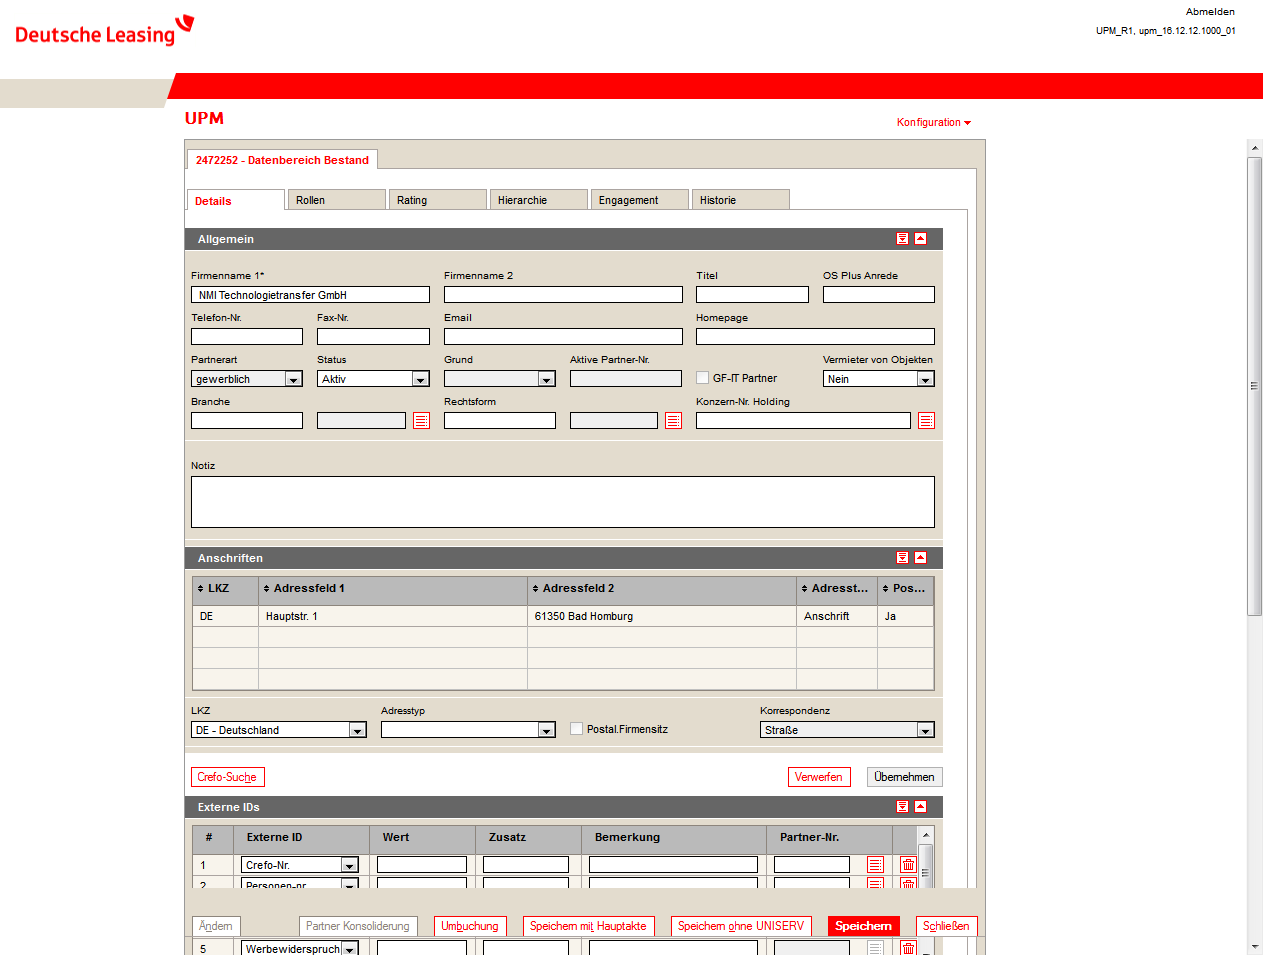 Deutsche Leasing
Abmelden
UPM_R1, upm_16.12.12.1000_01
UPM
Konfiguration
2472252 - Datenbereich Bestand
Details Rollen Rating Hierarchie Engagement Historie
Allgemein
Firmenname 1* Firmenname 2 Titel OS Plus Anrede
NMI Technologietransfer GmbH
Telefon-Nr. Fax-Nr. Email Homepage
Partnerart Status Grund Aktive Partner-Nr. Vermieter von Objekten
gewerblich Aktiv GF-IT Partner Nein
Branche Rechtsform Konzern-Nr. Holding
Notiz
Anschriften
LKZ Adressfeld 1 Adressfeld 2 Adresst... Pos...
DE Hauptstr. 1 61350 Bad Homburg Anschrift Ja
LKZ Adresstyp Korrespondenz
DE - Deutschland Postal.Firmensitz Straße
Crefo-Suche Verwerfen Übernehmen
Externe IDs
# Externe ID Wert Zusatz Bemerkung Partner-Nr.
1 Crefo-Nr.
2 Personen-nr
Ändern Partner Konsolidierung Umbuchung Speichern mit Hauptakte Speichern ohne UNISERV Speichern Schließen
5 Werbewiderspruch